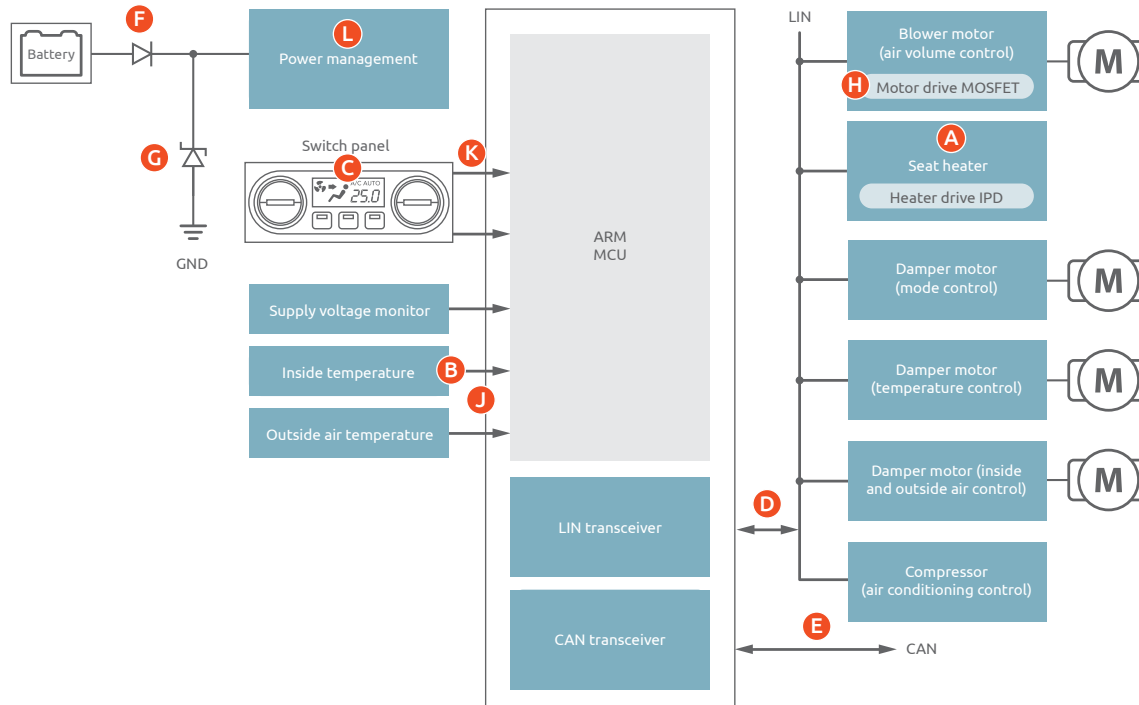 F
Battery
L
Power management
G
GND
Switch panel
C
A/C AUTO
25.0
K
Supply voltage monitor
Inside temperature
B
J
Outside air temperature
ARM
MCU
LIN transceiver
CAN transceiver
D
E
CAN
LIN
Blower motor
(air volume control)
H
Motor drive MOSFET
M
A
Seat heater
Heater drive IPD
Damper motor
(mode control)
M
Damper motor
(temperature control)
M
Damper motor (inside
and outside air control)
M
Compressor
(air conditioning control)